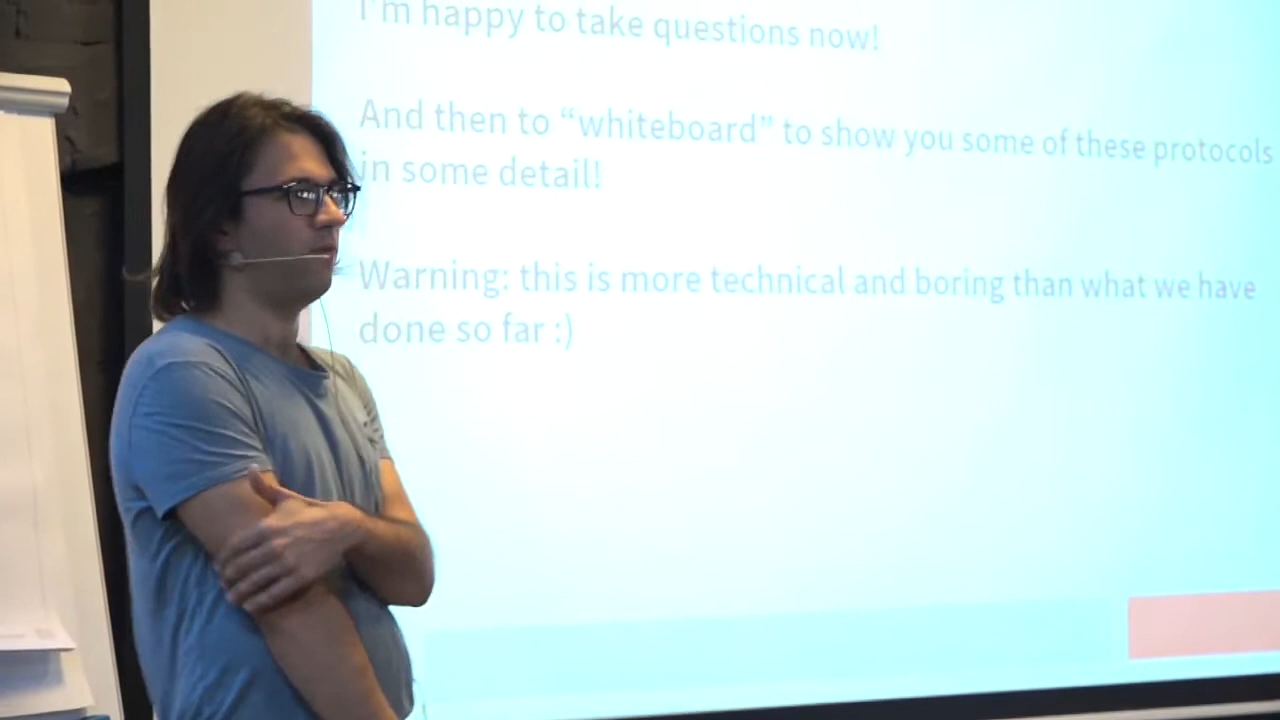 I'm happy to take questions now!
And then to “whiteboard” to show you some of these protocols
in some detail!
Warning: this is more technical and boring than what we have
done so far :)